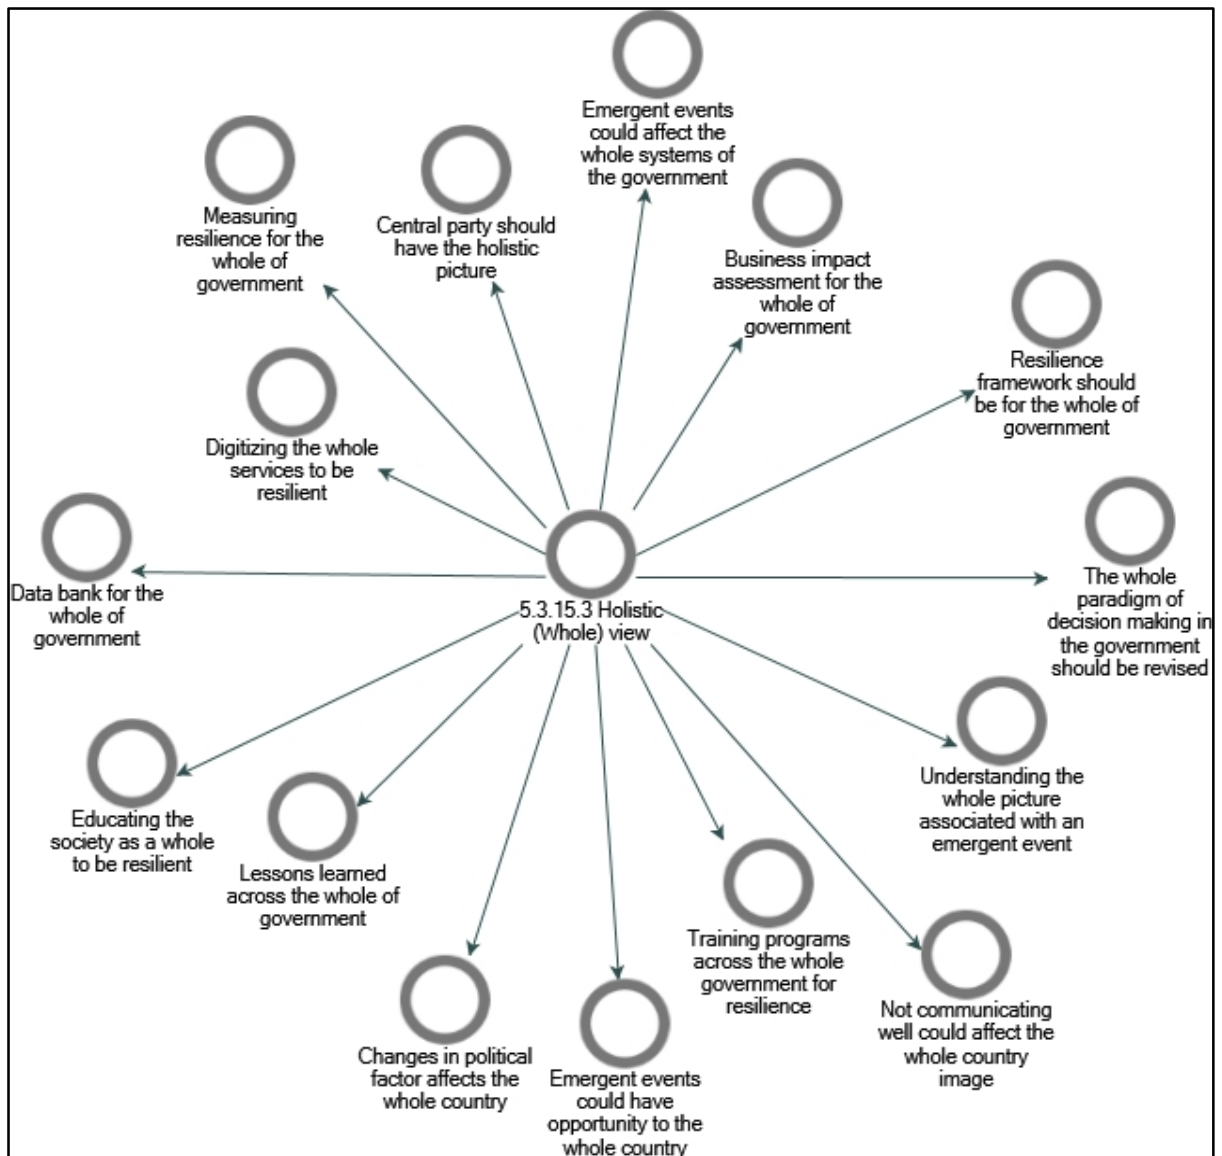 Emergent events
could affect the
whole systems of
the government
Measuring
resilience for the
whole of
government
Central party should
have the holistic
picture
Business impact
assessment for the
whole of
government
Resilience
framework should
be for the whole of
government
Digitizing the whole
services to be
resilient
Data bank for the
whole of
government
5.3.15.3 Holistic
(Whole) view
The whole
paradigm of
decision making in
the government
should be revised
Educating the
society as a whole
to be resilient
Lessons learned
across the whole of
government
Understanding the
whole picture
associated with an
emergent event
Training programs
across the whole
government for
resilience
Not communicating
well could affect the
whole country
image
Changes in political
factor affects the
whole country
Emergent events
could have
opportunity to the
whole country